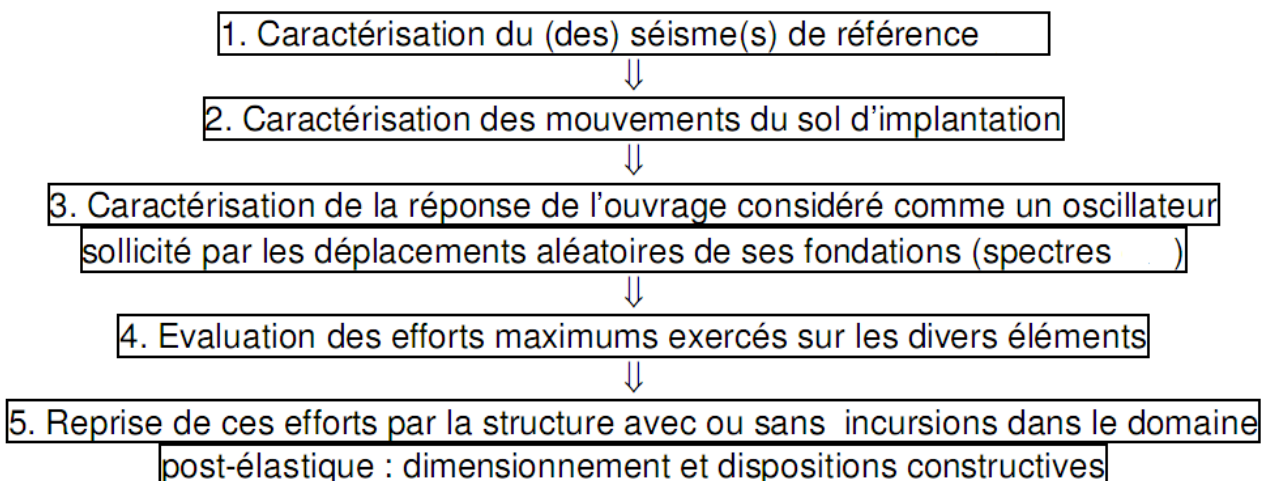 1. Caractérisation du (des) séisme(s) de référence
⇓
2. Caractérisation des mouvements du sol d'implantation
⇓
3. Caractérisation de la réponse de l'ouvrage considéré comme un oscillateur
sollicité par les déplacements aléatoires de ses fondations (spectres )
⇓
4. Evaluation des efforts maximums exercés sur les divers éléments
⇓
5. Reprise de ces efforts par la structure avec ou sans incursions dans le domaine
post-élastique : dimensionnement et dispositions constructives